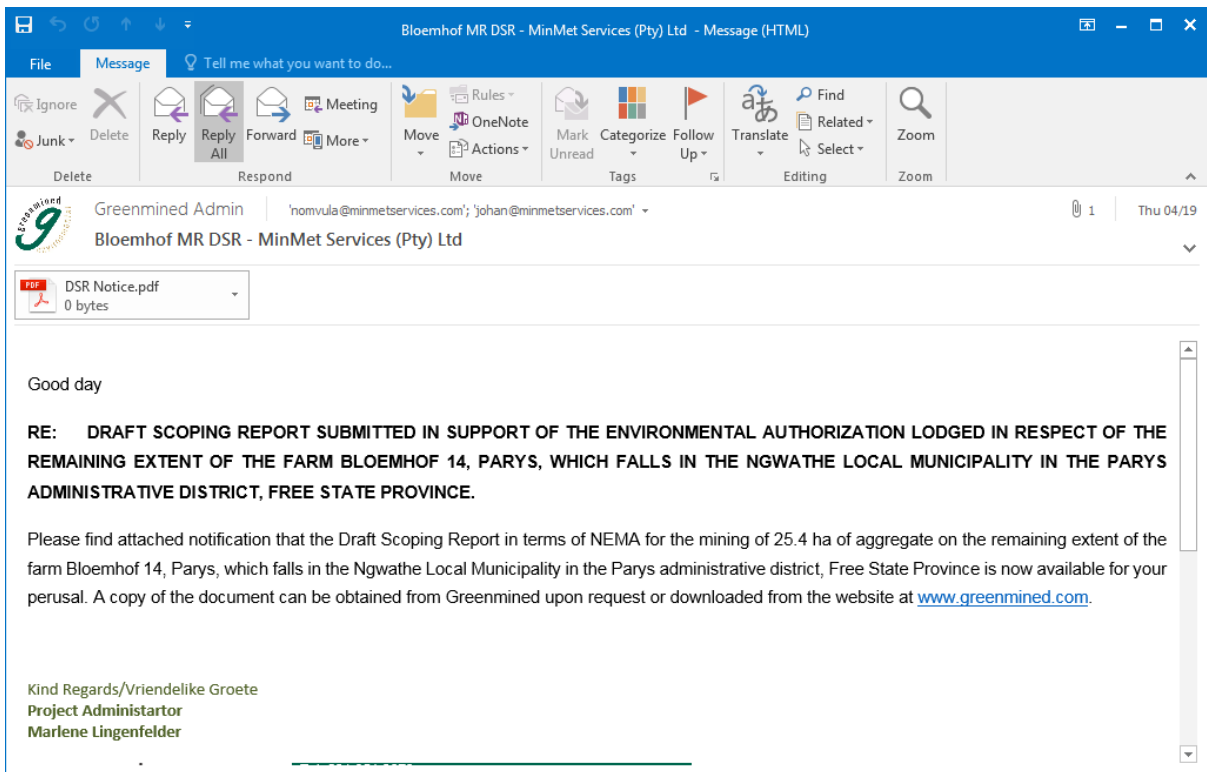 Bloemhof MR DSR - MinMet Services (Pty) Ltd - Message (HTML)
File Message Tell me what you want to do...
Ignore
Junk
Delete
Reply
Reply All
Forward
Meeting
More
Move
Rules
OneNote
Actions
Mark Unread
Categorize
Follow Up
Translate
Find
Related
Select
Zoom
Delete Respond Move Tags Editing Zoom
Greenmined
Greenmined Admin 'nomvula@minmetservices.com'; 'johan@minmetservices.com' 1 Thu 04/19
Bloemhof MR DSR - MinMet Services (Pty) Ltd
PDF
DSR Notice.pdf
0 bytes
Good day
RE: DRAFT SCOPING REPORT SUBMITTED IN SUPPORT OF THE ENVIRONMENTAL AUTHORIZATION LODGED IN RESPECT OF THE
REMAINING EXTENT OF THE FARM BLOEMHOF 14, PARYS, WHICH FALLS IN THE NGWATHE LOCAL MUNICIPALITY IN THE PARYS
ADMINISTRATIVE DISTRICT, FREE STATE PROVINCE.
Please find attached notification that the Draft Scoping Report in terms of NEMA for the mining of 25.4 ha of aggregate on the remaining extent of the
farm Bloemhof 14, Parys, which falls in the Ngwathe Local Municipality in the Parys administrative district, Free State Province is now available for your
perusal. A copy of the document can be obtained from Greenmined upon request or downloaded from the website at www.greenmined.com.
Kind Regards/Vriendelike Groete
Project Administartor
Marlene Lingenfelder